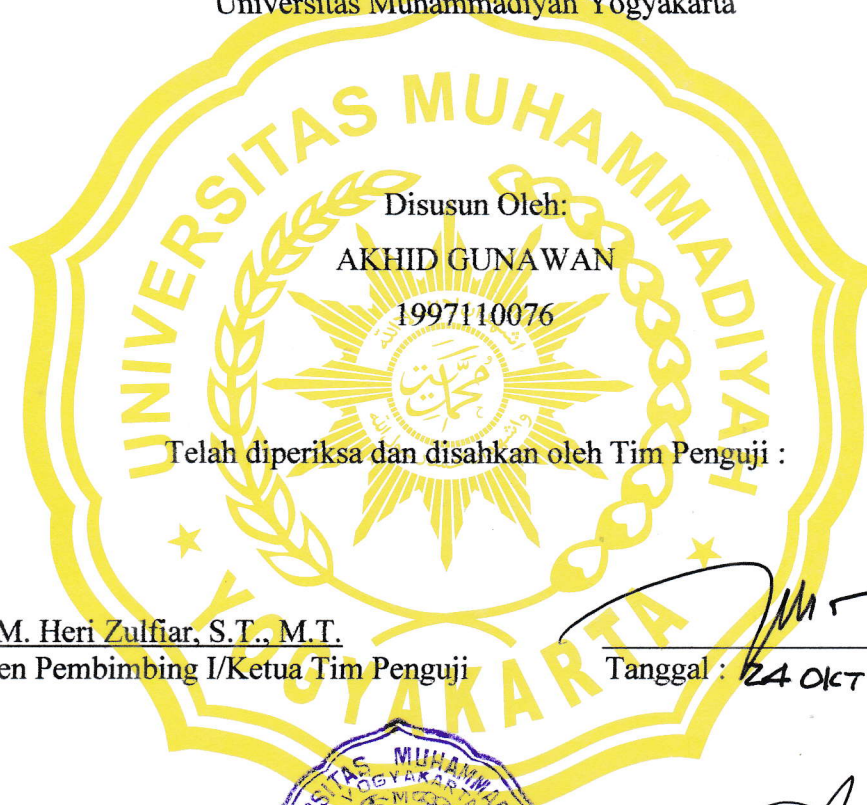 Universitas Muhammadiyah Yogyakarta
UNIVERSITAS MUHAMMADIYAH
YOGYAKARTA
Disusun Oleh:
AKHID GUNAWAN
1997110076
محمدية
Telah diperiksa dan disahkan oleh Tim Penguji :
M. Heri Zulfiar, S.T., M.T.
en Pembimbing I/Ketua Tim Penguji
Tanggal : 24 OKT